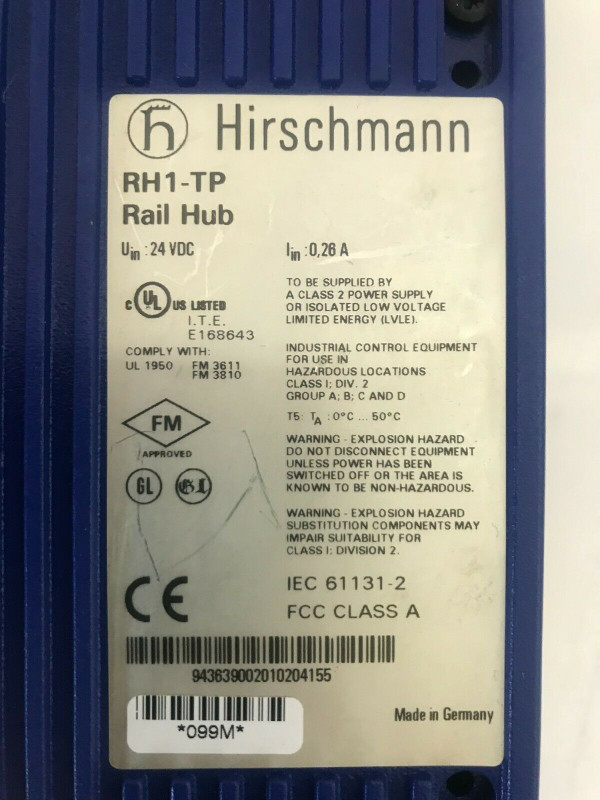 Hirschmann
RH1-TP
Rail Hub
Uin : 24 VDC
Iin : 0,26 A
C UL US LISTED
I.T.E.
E168643
COMPLY WITH:
UL 1950 FM 3611
FM 3810
FM
APPROVED
GL
TO BE SUPPLIED BY
A CLASS 2 POWER SUPPLY
OR ISOLATED LOW VOLTAGE
LIMITED ENERGY (LVLE).
INDUSTRIAL CONTROL EQUIPMENT
FOR USE IN
HAZARDOUS LOCATIONS
CLASS I; DIV. 2
GROUP A; B; C AND D
T5: TA : 0°C ... 50°C
WARNING - EXPLOSION HAZARD
DO NOT DISCONNECT EQUIPMENT
UNLESS POWER HAS BEEN
SWITCHED OFF OR THE AREA IS
KNOWN TO BE NON-HAZARDOUS.
WARNING - EXPLOSION HAZARD
SUBSTITUTION COMPONENTS MAY
IMPAIR SUITABILITY FOR
CLASS I; DIVISION 2.
CE
IEC 61131-2
FCC CLASS A
943639002010204155
*099M*
Made in Germany